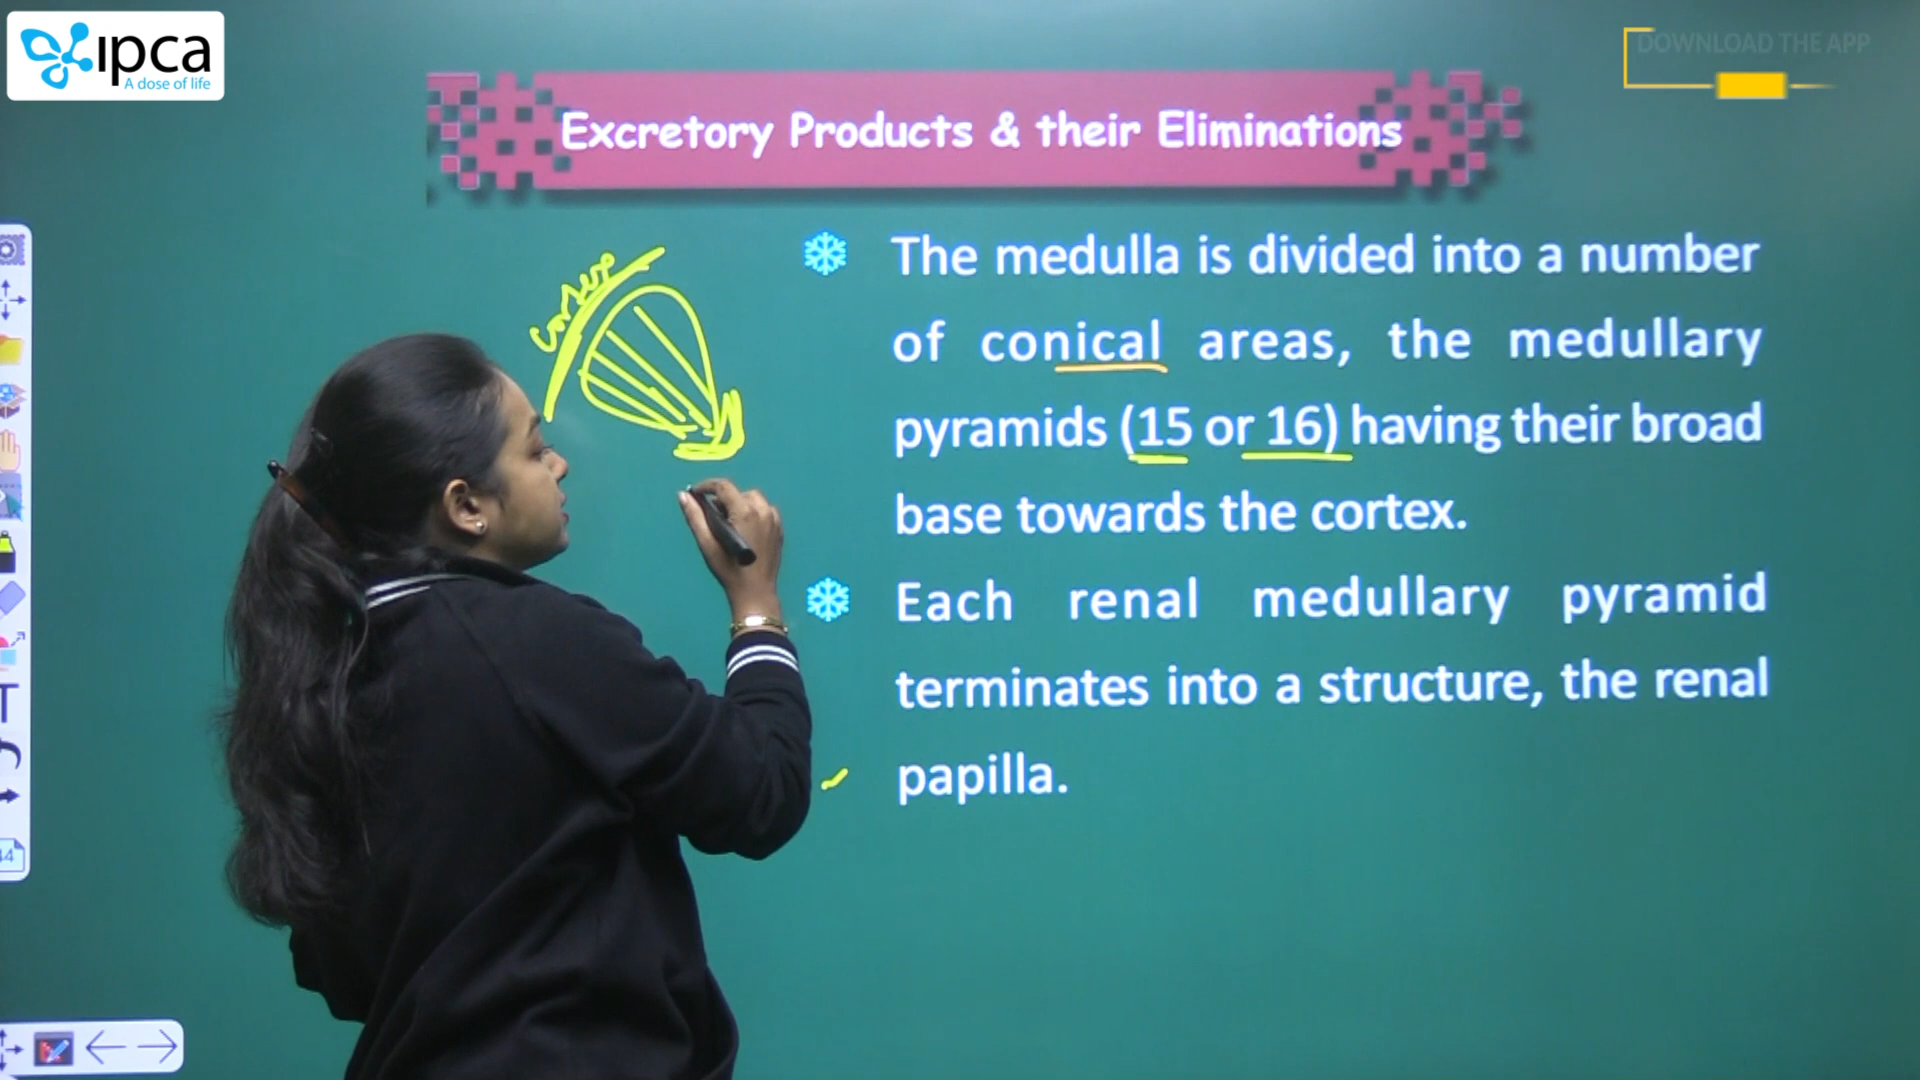 ipca
A dose of life
DOWNLOAD THE APP
Excretory Products & their Eliminations
cortex
The medulla is divided into a number
of conical areas, the medullary
pyramids (15 or 16) having their broad
base towards the cortex.
Each renal medullary pyramid
terminates into a structure, the renal
papilla.
T
44